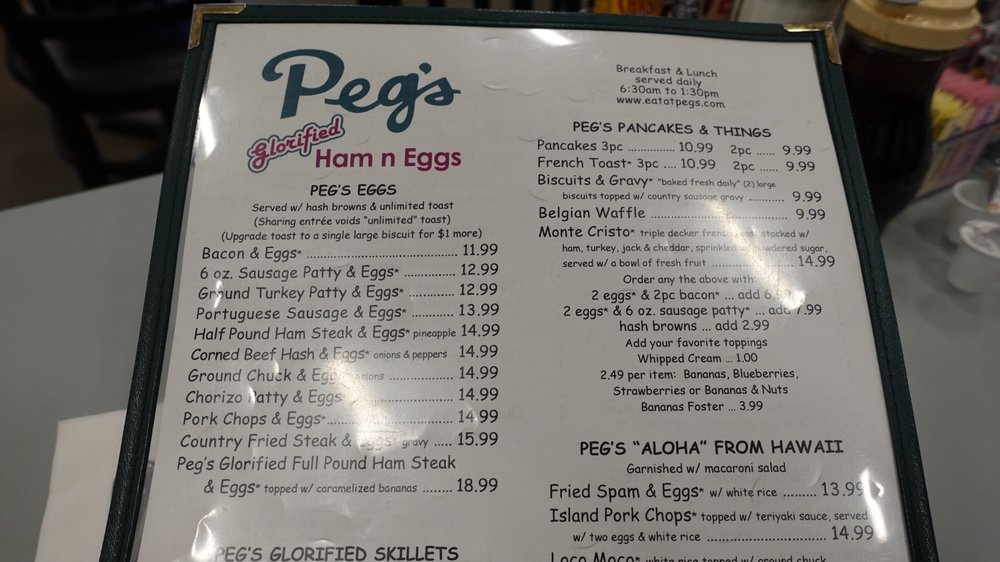 Peg's
Glorified
Ham n Eggs
PEG'S EGGS
Served w/ hash browns & unlimited toast
(Sharing entrée voids "unlimited" toast)
(Upgrade toast to a single large biscuit for $1 more)
Bacon & Eggs* ........ 11.99
6 oz. Sausage Patty & Eggs* ........ 12.99
Ground Turkey Patty & Eggs* ........ 12.99
Portuguese Sausage & Eggs* ........ 13.99
Half Pound Ham Steak & Eggs* pineapple 14.99
Corned Beef Hash & Eggs* onions & peppers 14.99
Ground Chuck & Eggs onions ........ 14.99
Chorizo Patty & Eggs ........ 14.99
Pork Chops & Eggs* ........ 14.99
Country Fried Steak & Eggs* gravy ..... 15.99
Peg's Glorified Full Pound Ham Steak
& Eggs* topped w/ caramelized bananas ........ 18.99
PEG'S GLORIFIED SKILLETS
Breakfast & Lunch
served daily
6:30am to 1:30pm
www.eatatpegs.com
PEG'S PANCAKES & THINGS
Pancakes 3pc ............. 10.99 2pc ...... 9.99
French Toast* 3pc .... 10.99 2pc ...... 9.99
Biscuits & Gravy* "baked fresh daily" (2) large
biscuits topped w/ country sausage gravy .......... 9.99
Belgian Waffle ........ 9.99
Monte Cristo* triple decker french toast stacked w/
ham, turkey, jack & cheddar, sprinkled w/ powdered sugar,
served w/ a bowl of fresh fruit ........ 14.99
Order any the above with
2 eggs* & 2pc bacon* ... add 6.99
2 eggs* & 6 oz. sausage patty* ... add 7.99
hash browns ... add 2.99
Add your favorite toppings
Whipped Cream ... 1.00
2.49 per item: Bananas, Blueberries,
Strawberries or Bananas & Nuts
Bananas Foster ... 3.99
PEG'S "ALOHA" FROM HAWAII
Garnished w/ macaroni salad
Fried Spam & Eggs* w/ white rice ......... 13.99
Island Pork Chops* topped w/ teriyaki sauce, served
w/ two eggs & white rice ........ 14.99
Loco Moco* white rice topped w/ ground chuck